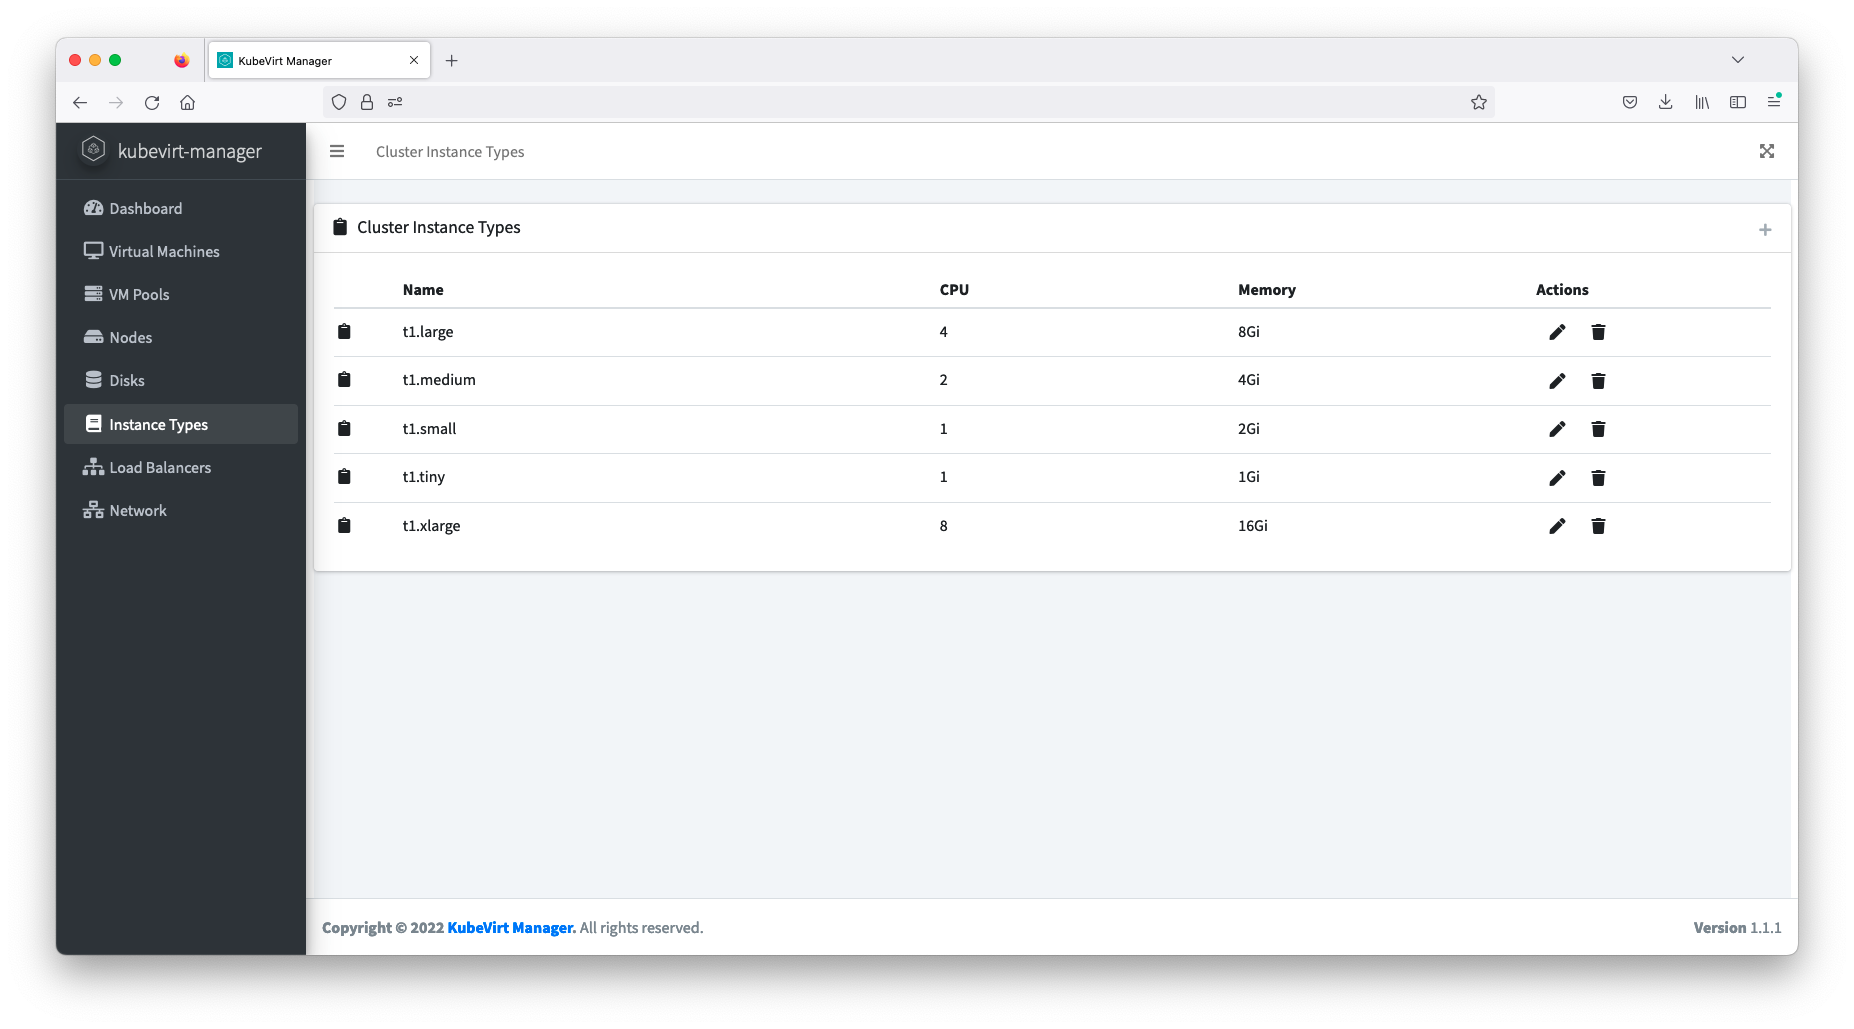 KubeVirt Manager
kubevirt-manager
Cluster Instance Types
Dashboard
Virtual Machines
VM Pools
Nodes
Disks
Instance Types
Load Balancers
Network
Cluster Instance Types
Name CPU Memory Actions
t1.large 4 8Gi
t1.medium 2 4Gi
t1.small 1 2Gi
t1.tiny 1 1Gi
t1.xlarge 8 16Gi
Copyright © 2022 KubeVirt Manager. All rights reserved.
Version 1.1.1